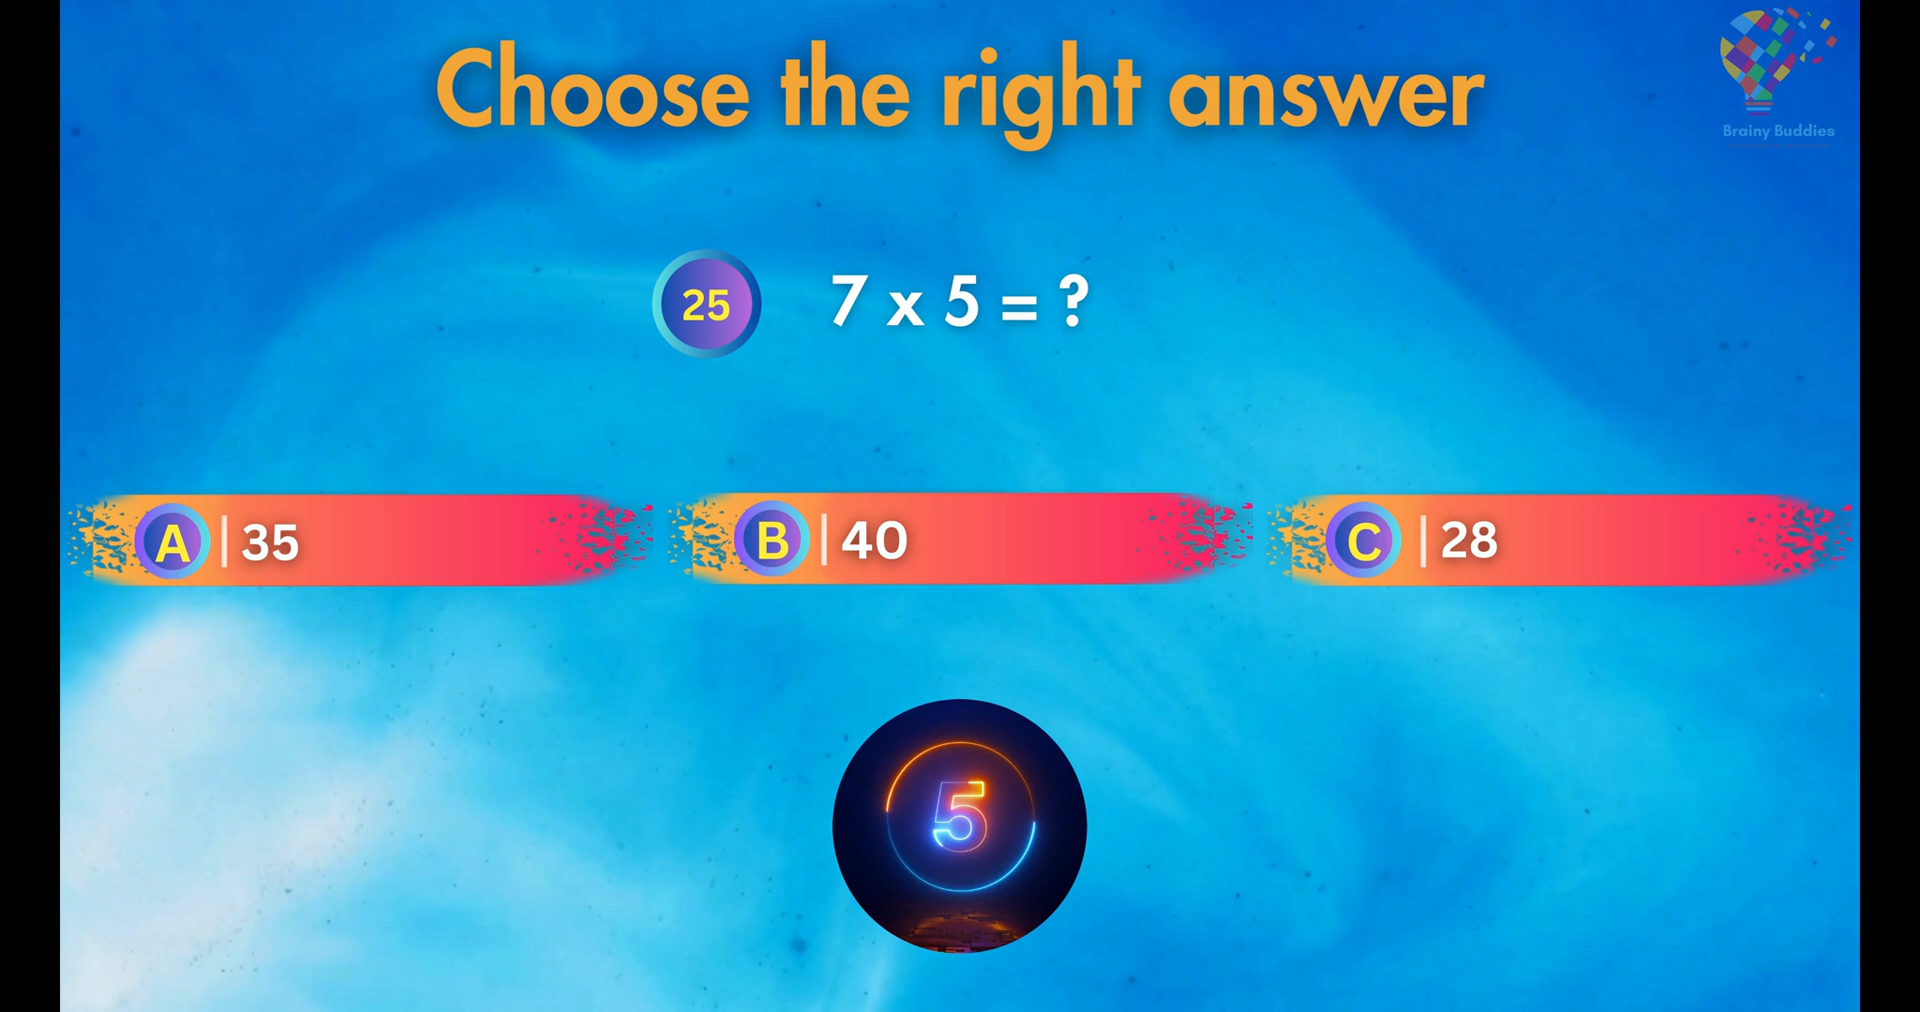 Choose the right answer
Brainy Buddies
25 7 x 5 = ?
A | 35
B | 40
C | 28
5